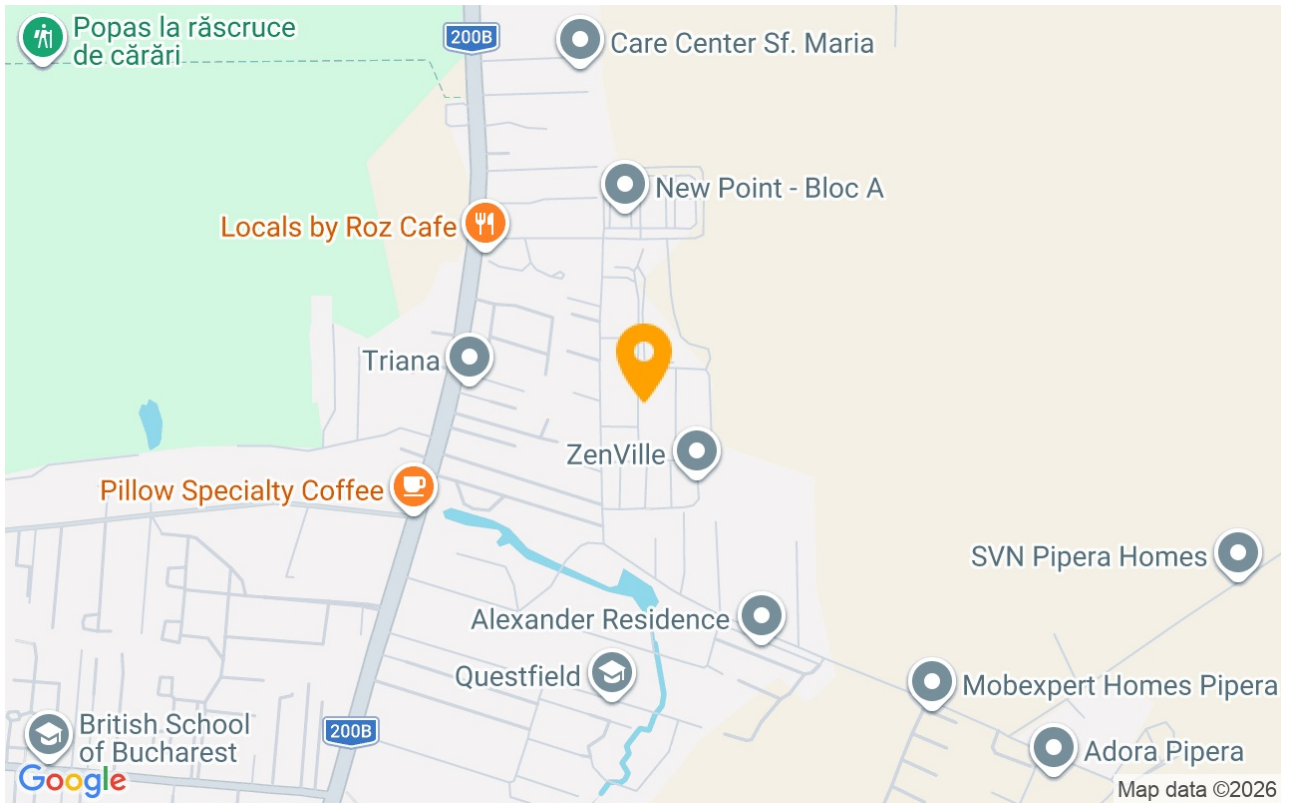 Popas la răscruce
de cărări
200B
Care Center Sf. Maria
New Point - Bloc A
Locals by Roz Cafe
Triana
ZenVille
Pillow Specialty Coffee
SVN Pipera Homes
Alexander Residence
Questfield
Mobexpert Homes Pipera
British School
of Bucharest
200B
Adora Pipera
Google
Map data ©2026